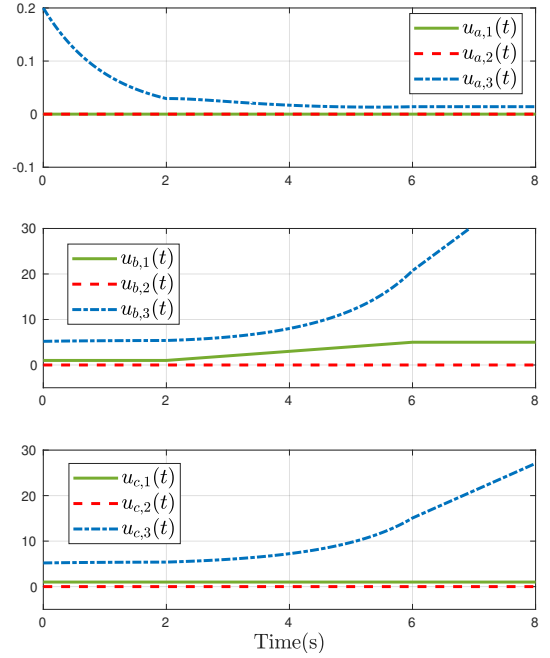 0.2
0.1
0
-0.1
0 2 4 6 8
u_{a,1}(t)
u_{a,2}(t)
u_{a,3}(t)
30
20
10
0
0 2 4 6 8
u_{b,1}(t)
u_{b,2}(t)
u_{b,3}(t)
30
20
10
0
0 2 4 6 8
u_{c,1}(t)
u_{c,2}(t)
u_{c,3}(t)
Time(s)